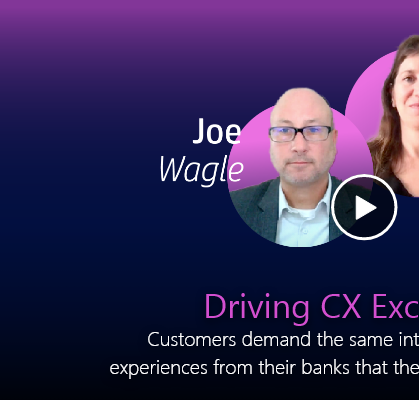 Joe
Wagle
Driving CX Exc
Customers demand the same int
experiences from their banks that the